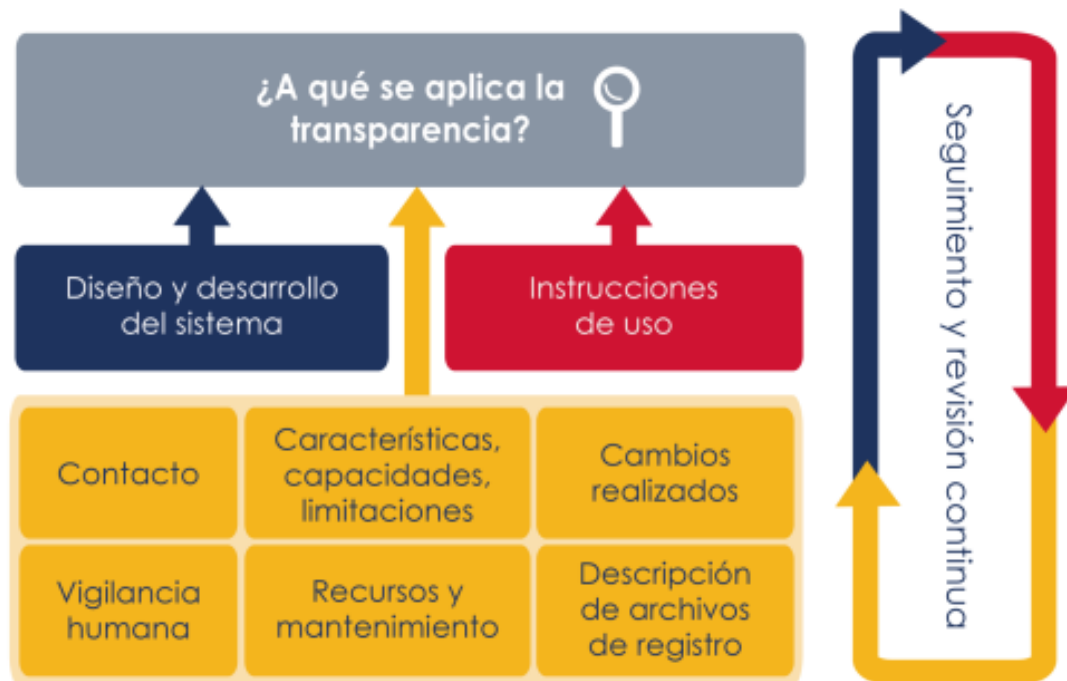 ¿A qué se aplica la
transparencia?
Diseño y desarrollo
del sistema
Instrucciones
de uso
Contacto
Características,
capacidades,
limitaciones
Cambios
realizados
Vigilancia
humana
Recursos y
mantenimiento
Descripción
de archivos
de registro
Seguimiento y revisión continua